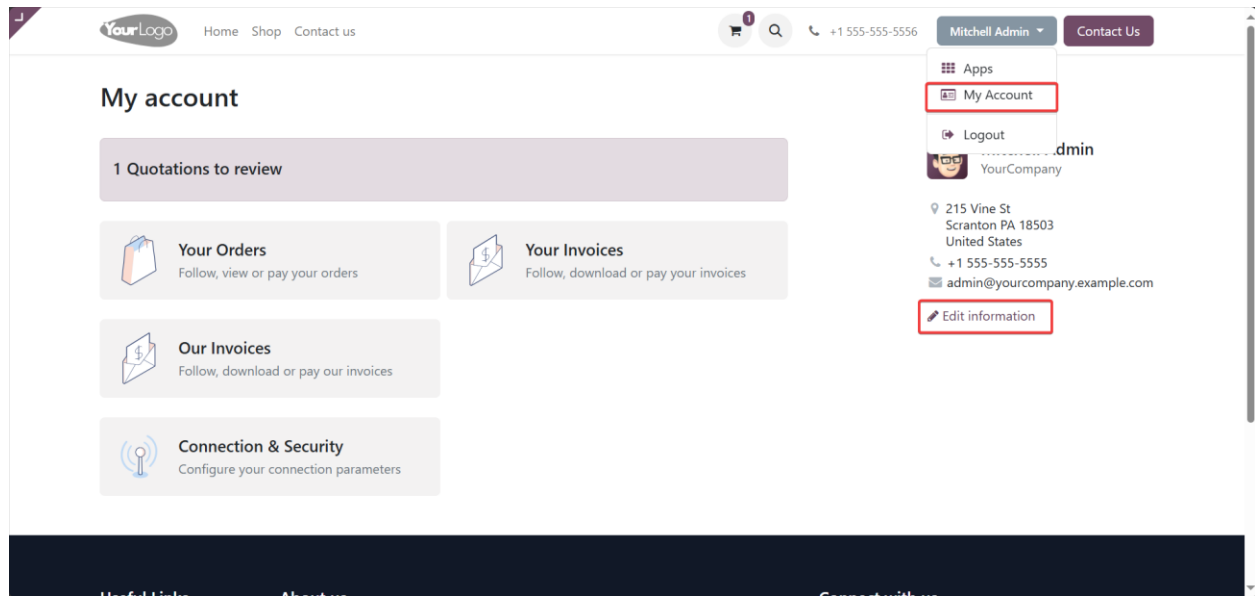 YourLogo
Home Shop Contact us
1
+1 555-555-5556
Mitchell Admin
Contact Us
Apps
My Account
Logout
My account
1 Quotations to review
Your Orders
Follow, view or pay your orders
Your Invoices
Follow, download or pay your invoices
Our Invoices
Follow, download or pay our invoices
Connection & Security
Configure your connection parameters
YourCompany
215 Vine St
Scranton PA 18503
United States
+1 555-555-5555
admin@yourcompany.example.com
Edit information